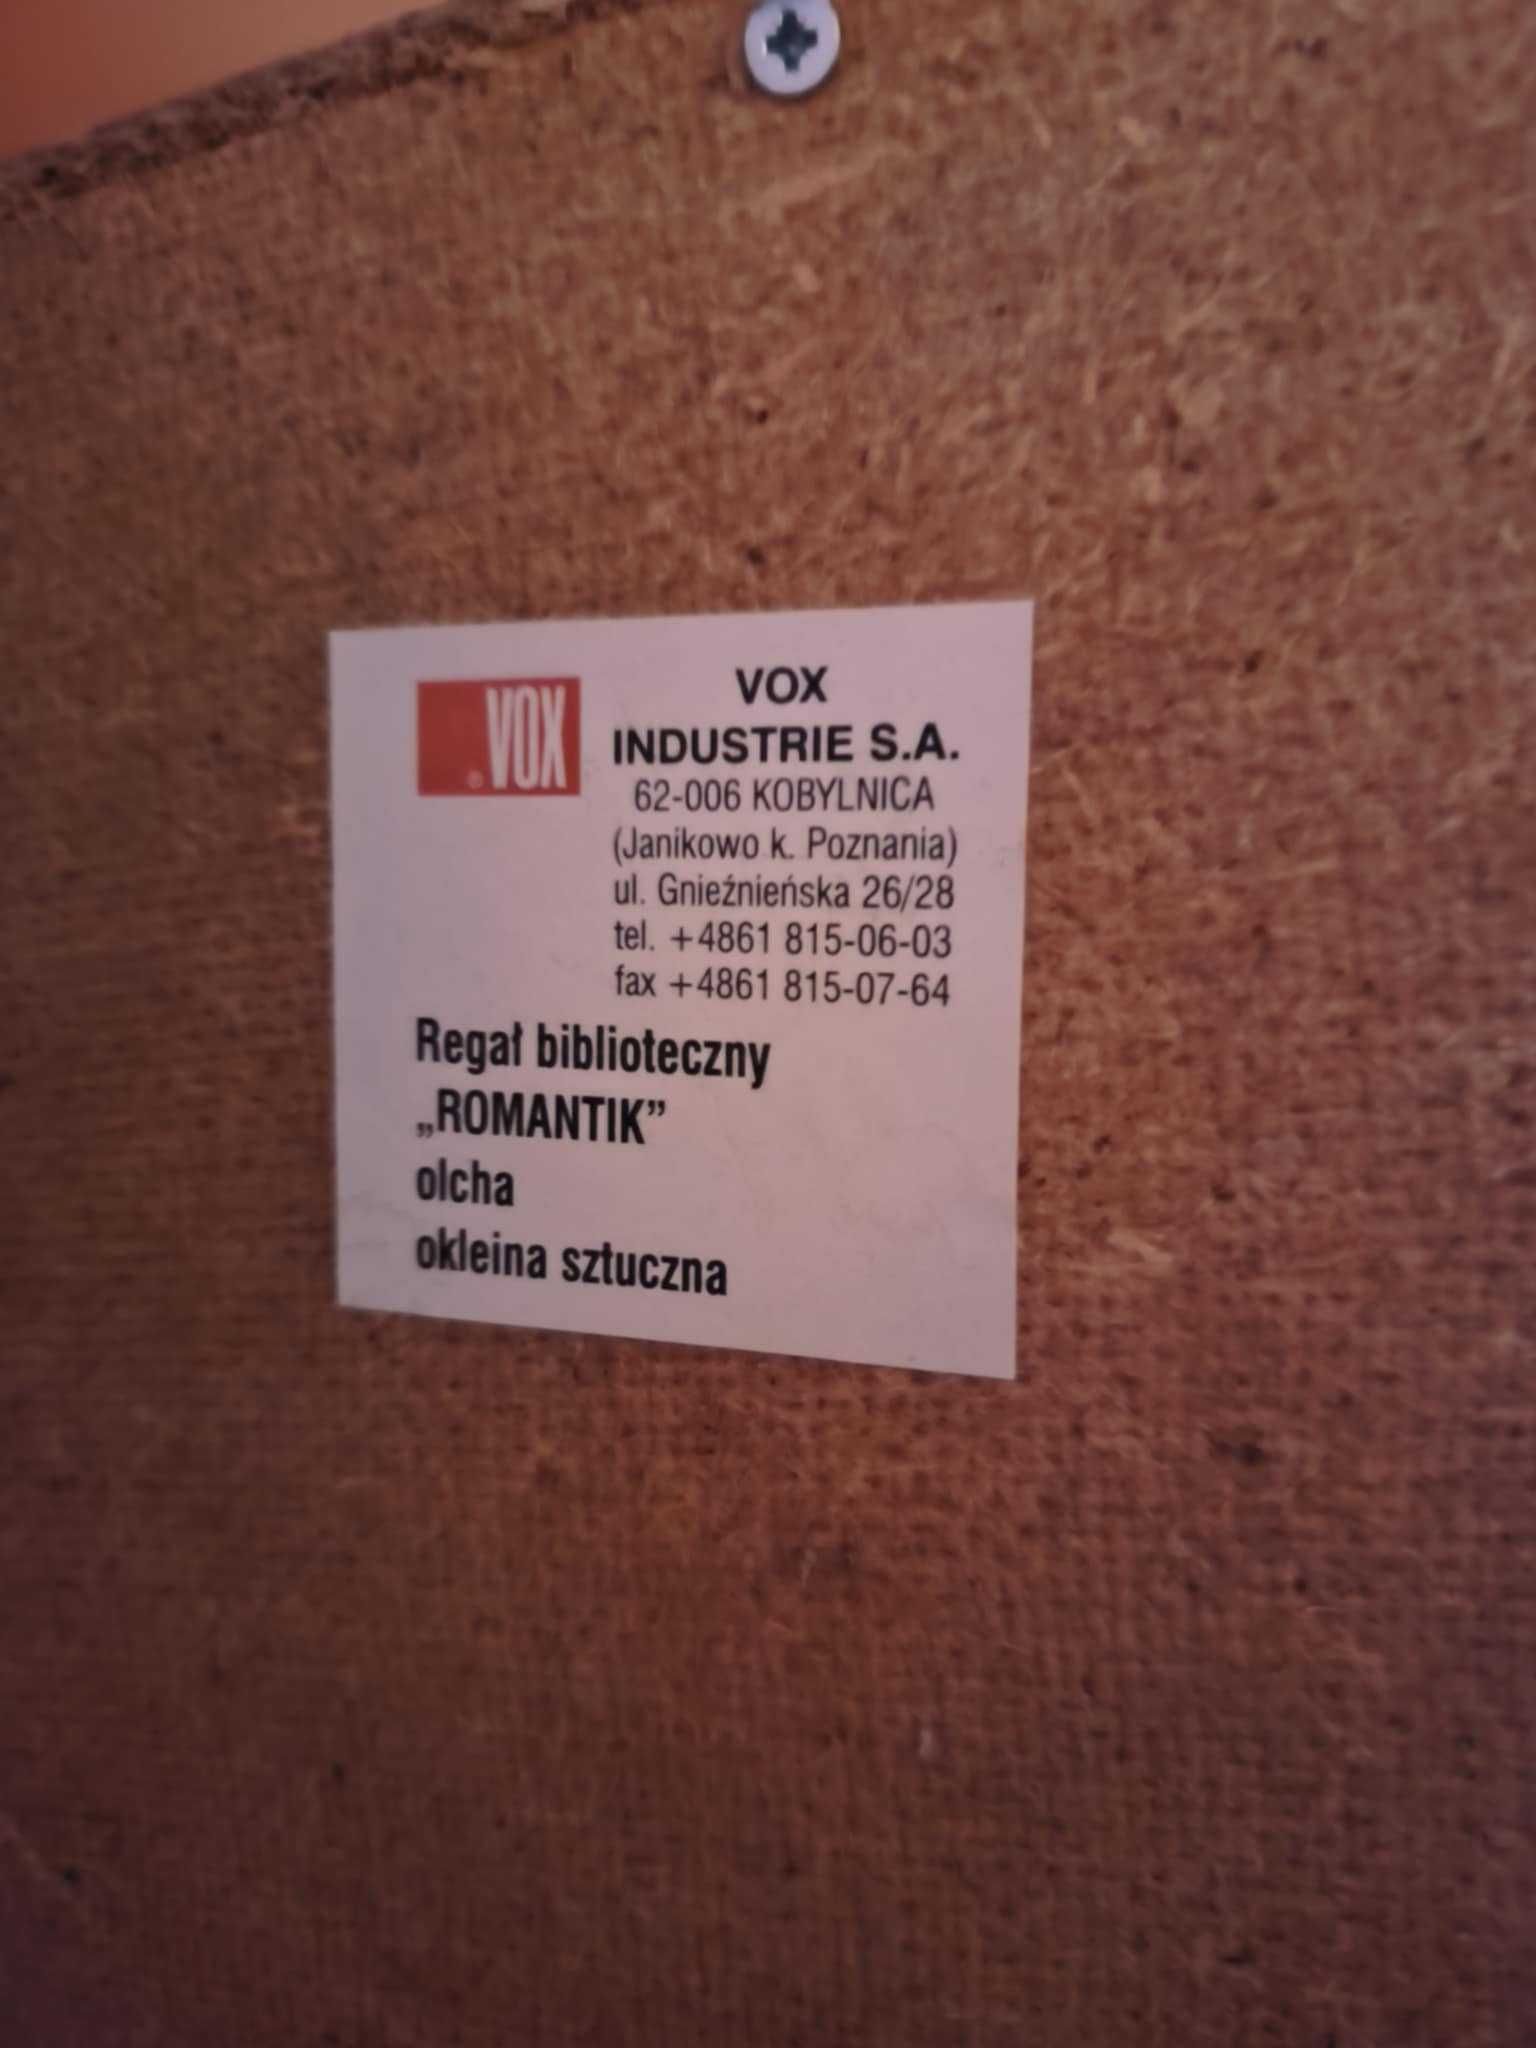 VOX
VOX
INDUSTRIE S.A.
62-006 KOBYLNICA
(Janikowo k. Poznania)
ul. Gnieźnieńska 26/28
tel. +4861 815-06-03
fax +4861 815-07-64
Regał biblioteczny
„ROMANTIK”
olcha
okleina sztuczna